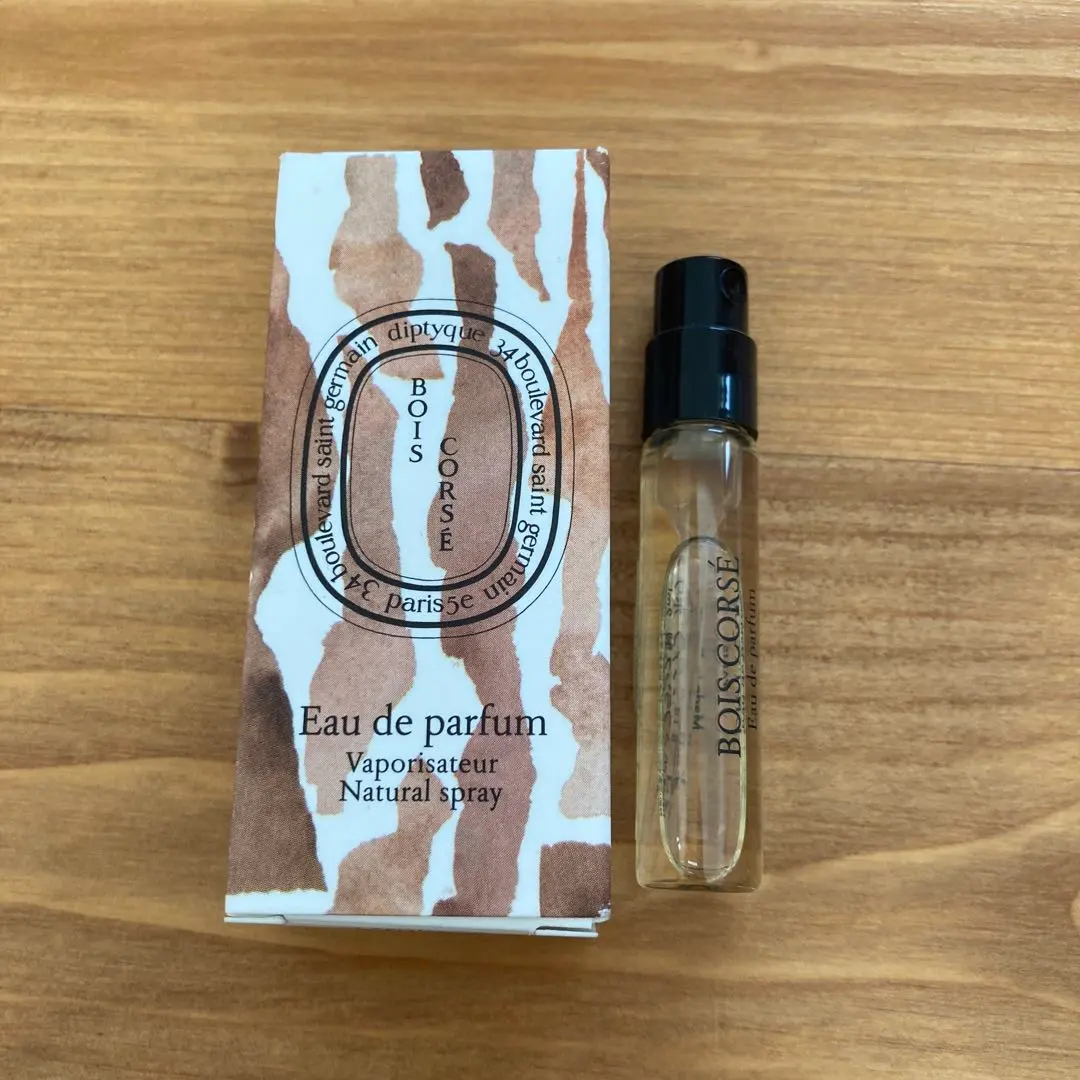 diptyque 34 boulevard saint germain paris5e 34 boulevard saint germain
BOIS
CORSÉ
Eau de parfum
Vaporisateur
Natural spray
BOIS CORSÉ
Eau de parfum